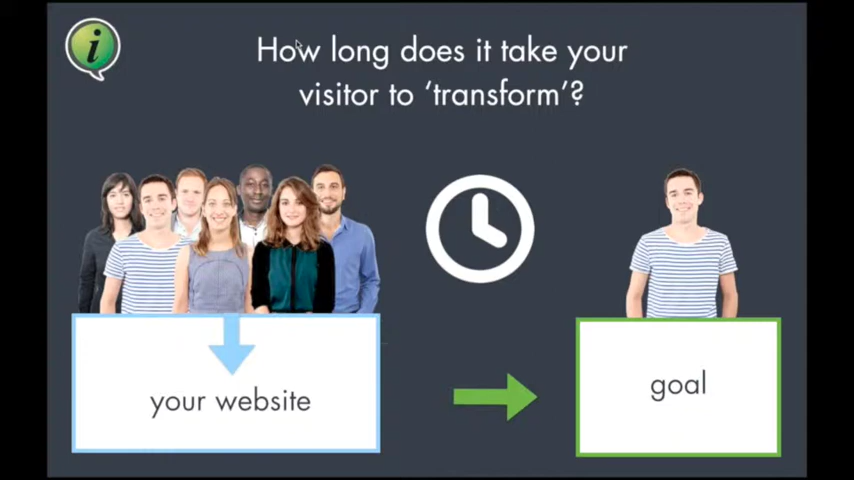 i
How long does it take your
visitor to ‘transform’?
your website
goal